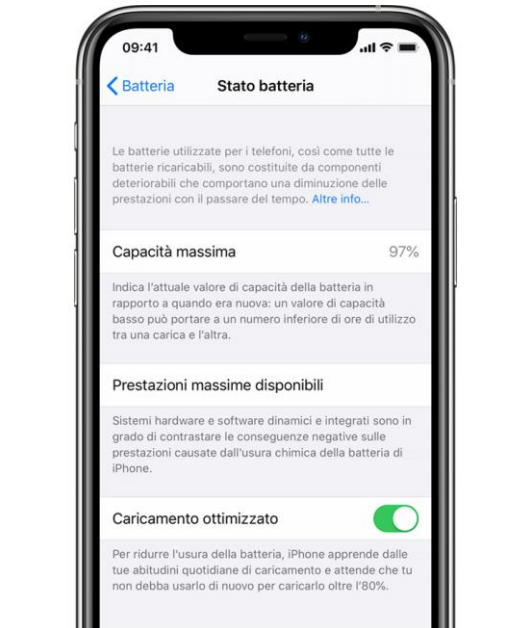 09:41
Batteria
Stato batteria
Le batterie utilizzate per i telefoni, così come tutte le
batterie ricaricabili, sono costituite da componenti
deteriorabili che comportano una diminuzione delle
prestazioni con il passare del tempo. Altre info...
Capacità massima 97%
Indica l'attuale valore di capacità della batteria in
rapporto a quando era nuova: un valore di capacità
basso può portare a un numero inferiore di ore di utilizzo
tra una carica e l'altra.
Prestazioni massime disponibili
Sistemi hardware e software dinamici e integrati sono in
grado di contrastare le conseguenze negative sulle
prestazioni causate dall'usura chimica della batteria di
iPhone.
Caricamento ottimizzato
Per ridurre l'usura della batteria, iPhone apprende dalle
tue abitudini quotidiane di caricamento e attende che tu
non debba usarlo di nuovo per caricarlo oltre l'80%.